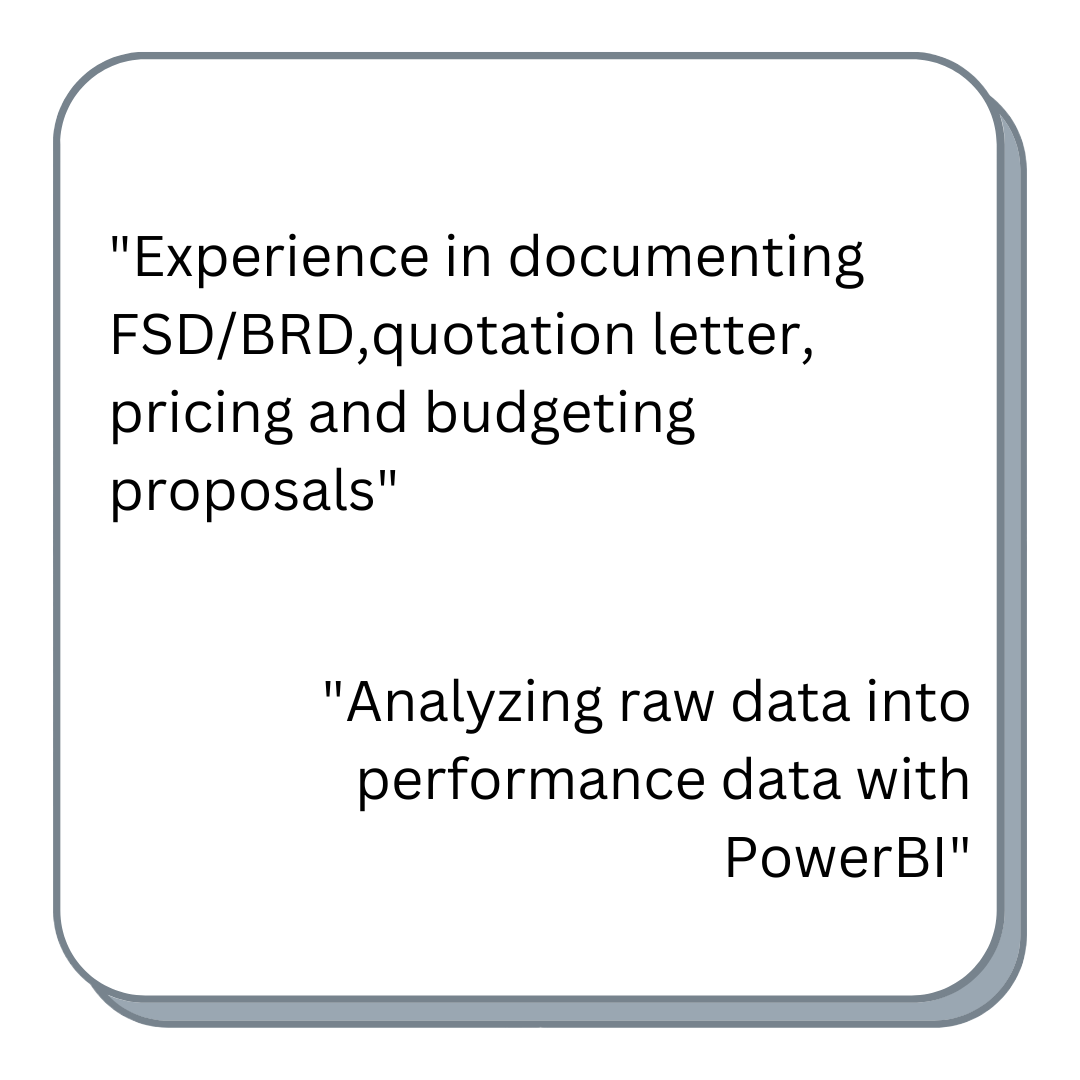 "Experience in documenting
FSD/BRD,quotation letter,
pricing and budgeting
proposals"
"Analyzing raw data into
performance data with
PowerBI"